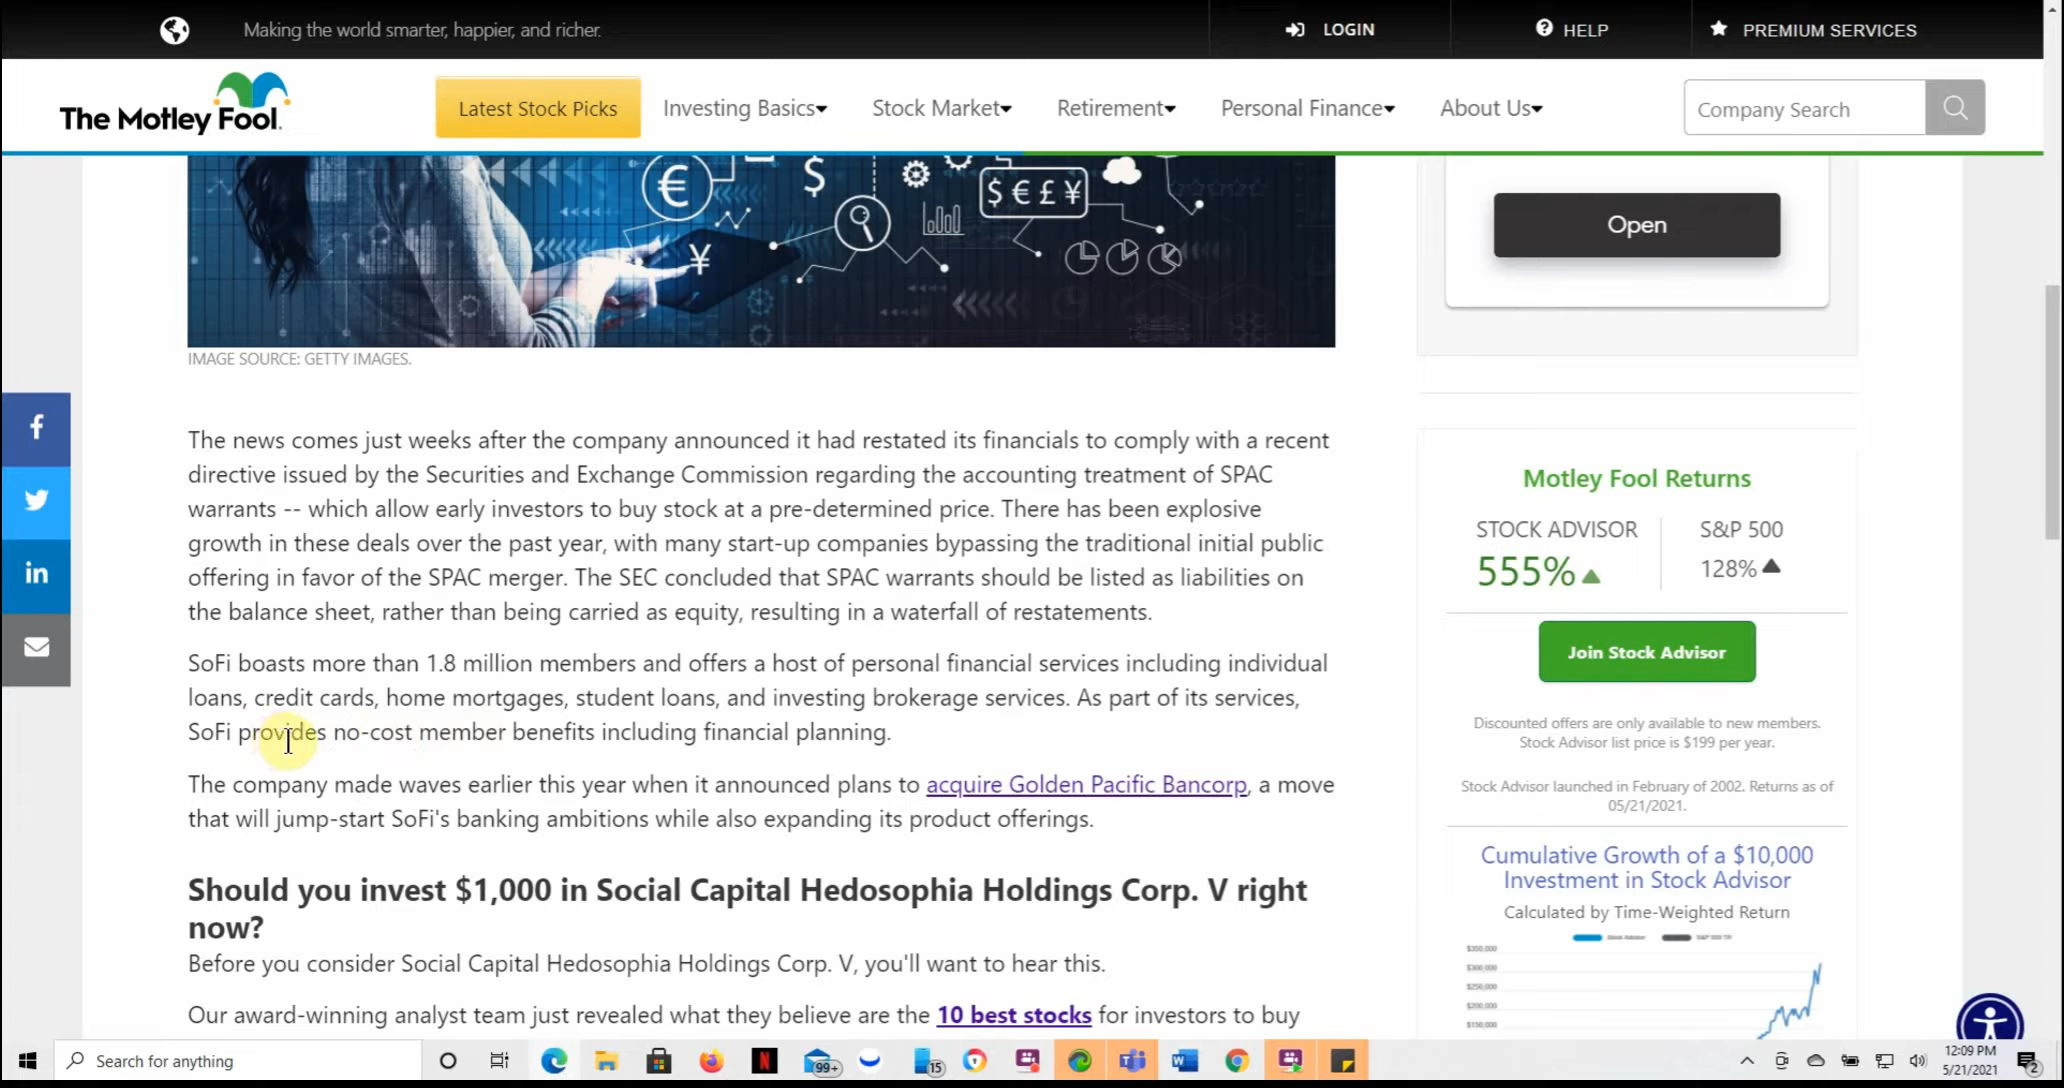 Making the world smarter, happier, and richer.
LOGIN
HELP
PREMIUM SERVICES
The Motley Fool.
Latest Stock Picks
Investing Basics
Stock Market
Retirement
Personal Finance
About Us
Company Search
€
$
$ € £ ¥
¥
Open
IMAGE SOURCE: GETTY IMAGES.
The news comes just weeks after the company announced it had restated its financials to comply with a recent
directive issued by the Securities and Exchange Commission regarding the accounting treatment of SPAC
warrants -- which allow early investors to buy stock at a pre-determined price. There has been explosive
growth in these deals over the past year, with many start-up companies bypassing the traditional initial public
offering in favor of the SPAC merger. The SEC concluded that SPAC warrants should be listed as liabilities on
the balance sheet, rather than being carried as equity, resulting in a waterfall of restatements.
SoFi boasts more than 1.8 million members and offers a host of personal financial services including individual
loans, credit cards, home mortgages, student loans, and investing brokerage services. As part of its services,
SoFi provides no-cost member benefits including financial planning.
The company made waves earlier this year when it announced plans to acquire Golden Pacific Bancorp, a move
that will jump-start SoFi's banking ambitions while also expanding its product offerings.
Should you invest $1,000 in Social Capital Hedosophia Holdings Corp. V right
now?
Before you consider Social Capital Hedosophia Holdings Corp. V, you'll want to hear this.
Our award-winning analyst team just revealed what they believe are the 10 best stocks for investors to buy
Motley Fool Returns
STOCK ADVISOR
S&P 500
555%
128%
Join Stock Advisor
Discounted offers are only available to new members.
Stock Advisor list price is $199 per year.
Stock Advisor launched in February of 2002. Returns as of
05/21/2021.
Cumulative Growth of a $10,000
Investment in Stock Advisor
Calculated by Time-Weighted Return
Stock Advisor
$350,000
$300,000
$250,000
$200,000
$150,000
f
in
Search for anything
99+
15
12:09 PM
5/21/2021
2